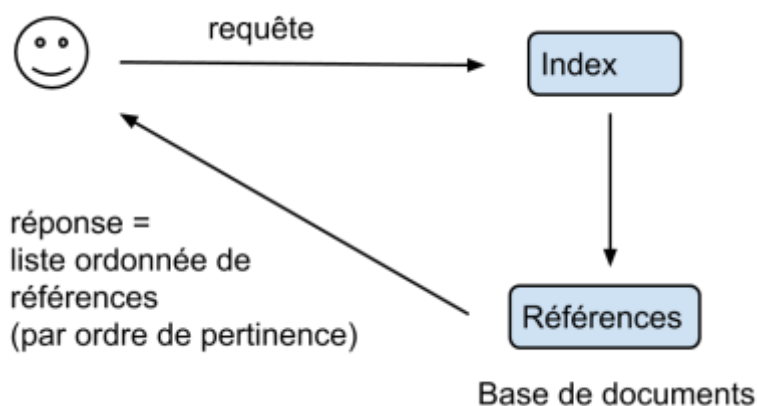 requête
Index
réponse =
liste ordonnée de
références
(par ordre de pertinence)
Références
Base de documents